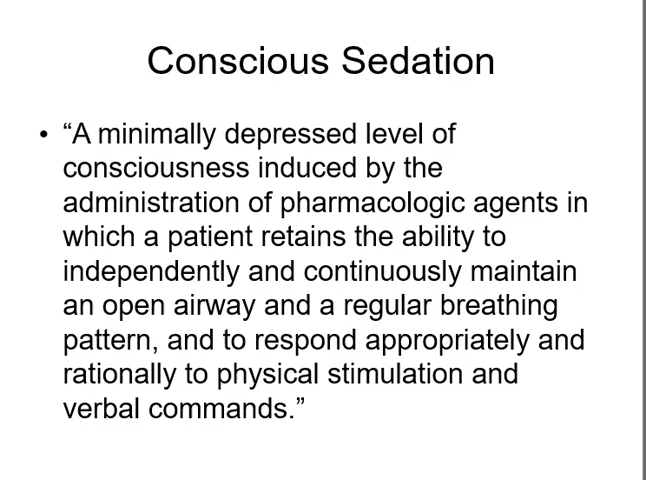 Conscious Sedation
• “A minimally depressed level of
consciousness induced by the
administration of pharmacologic agents in
which a patient retains the ability to
independently and continuously maintain
an open airway and a regular breathing
pattern, and to respond appropriately and
rationally to physical stimulation and
verbal commands.”